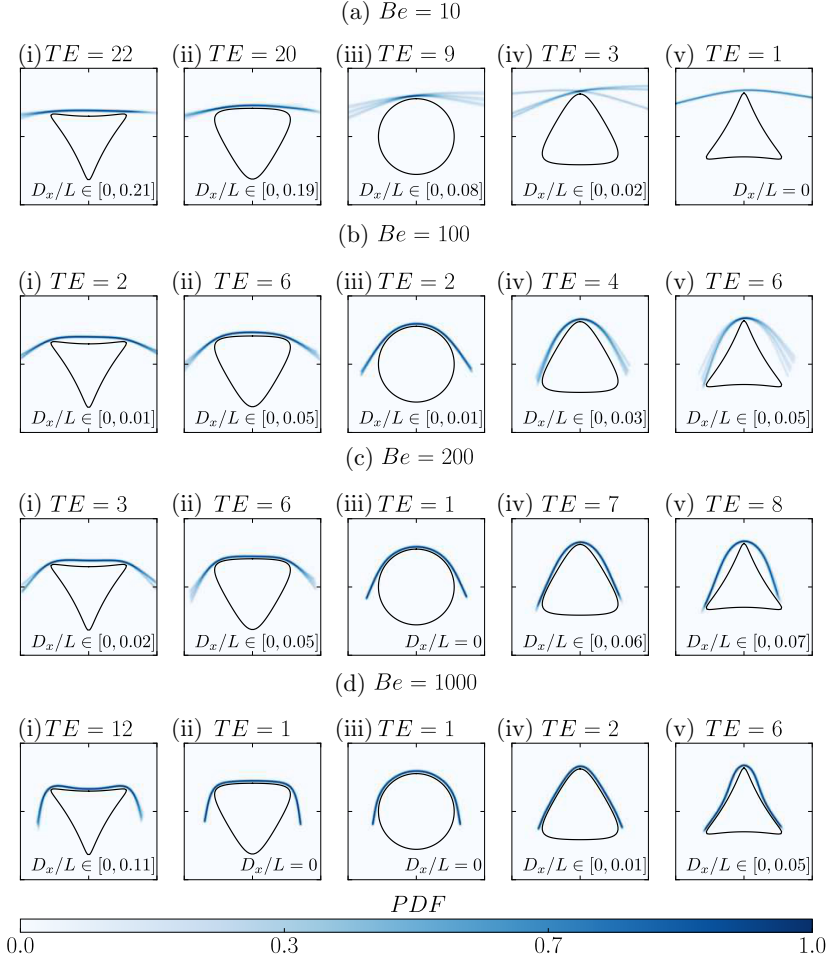 (a) Be = 10
(i) TE = 22 (ii) TE = 20 (iii) TE = 9 (iv) TE = 3 (v) TE = 1
D_x/L ∈ [0, 0.21] D_x/L ∈ [0, 0.19] D_x/L ∈ [0, 0.08] D_x/L ∈ [0, 0.02] D_x/L = 0
(b) Be = 100
(i) TE = 2 (ii) TE = 6 (iii) TE = 2 (iv) TE = 4 (v) TE = 6
D_x/L ∈ [0, 0.01] D_x/L ∈ [0, 0.05] D_x/L ∈ [0, 0.01] D_x/L ∈ [0, 0.03] D_x/L ∈ [0, 0.05]
(c) Be = 200
(i) TE = 3 (ii) TE = 6 (iii) TE = 1 (iv) TE = 7 (v) TE = 8
D_x/L ∈ [0, 0.02] D_x/L ∈ [0, 0.05] D_x/L = 0 D_x/L ∈ [0, 0.06] D_x/L ∈ [0, 0.07]
(d) Be = 1000
(i) TE = 12 (ii) TE = 1 (iii) TE = 1 (iv) TE = 2 (v) TE = 6
D_x/L ∈ [0, 0.11] D_x/L = 0 D_x/L = 0 D_x/L ∈ [0, 0.01] D_x/L ∈ [0, 0.05]
PDF
0.0 0.3 0.7 1.0